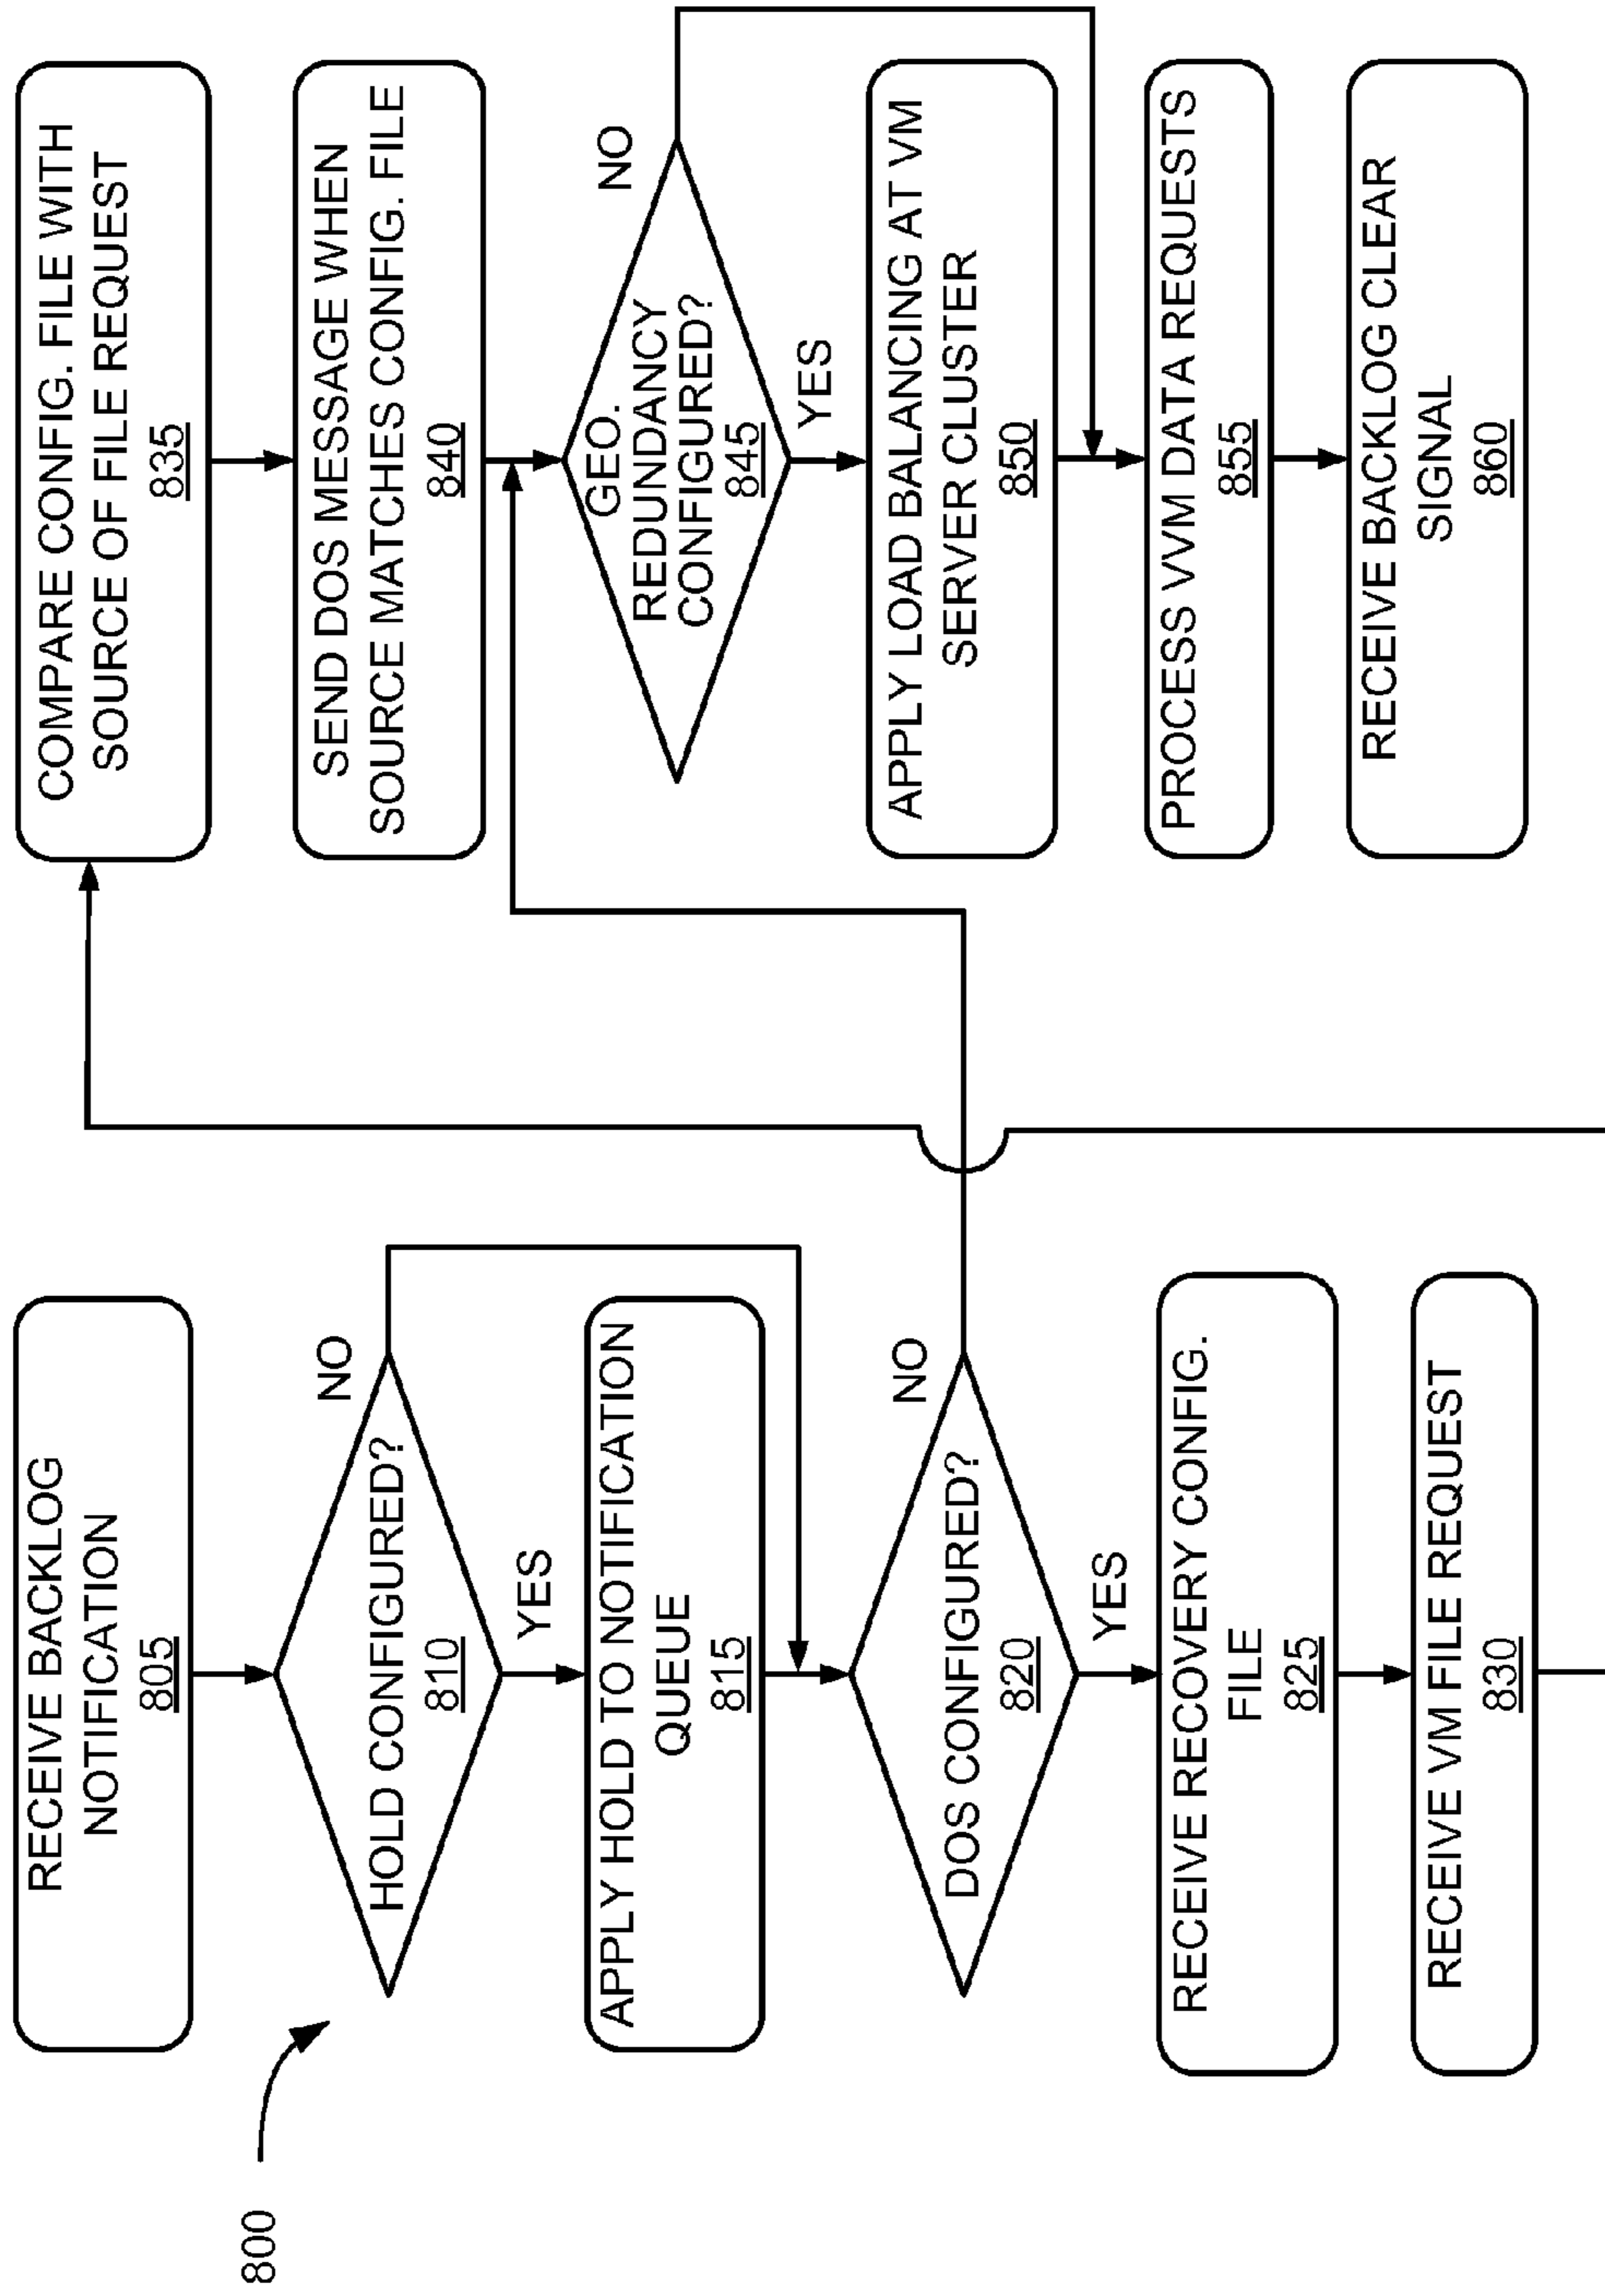 800
RECEIVE BACKLOG
NOTIFICATION
805
HOLD CONFIGURED?
810
NO
YES
APPLY HOLD TO NOTIFICATION
QUEUE
815
DOS CONFIGURED?
820
NO
YES
RECEIVE RECOVERY CONFIG.
FILE
825
RECEIVE VM FILE REQUEST
830
COMPARE CONFIG. FILE WITH
SOURCE OF FILE REQUEST
835
SEND DOS MESSAGE WHEN
SOURCE MATCHES CONFIG. FILE
840
GEO.
REDUNDANCY
CONFIGURED?
845
NO
YES
APPLY LOAD BALANCING AT VM
SERVER CLUSTER
850
PROCESS VVM DATA REQUESTS
855
RECEIVE BACKLOG CLEAR
SIGNAL
860